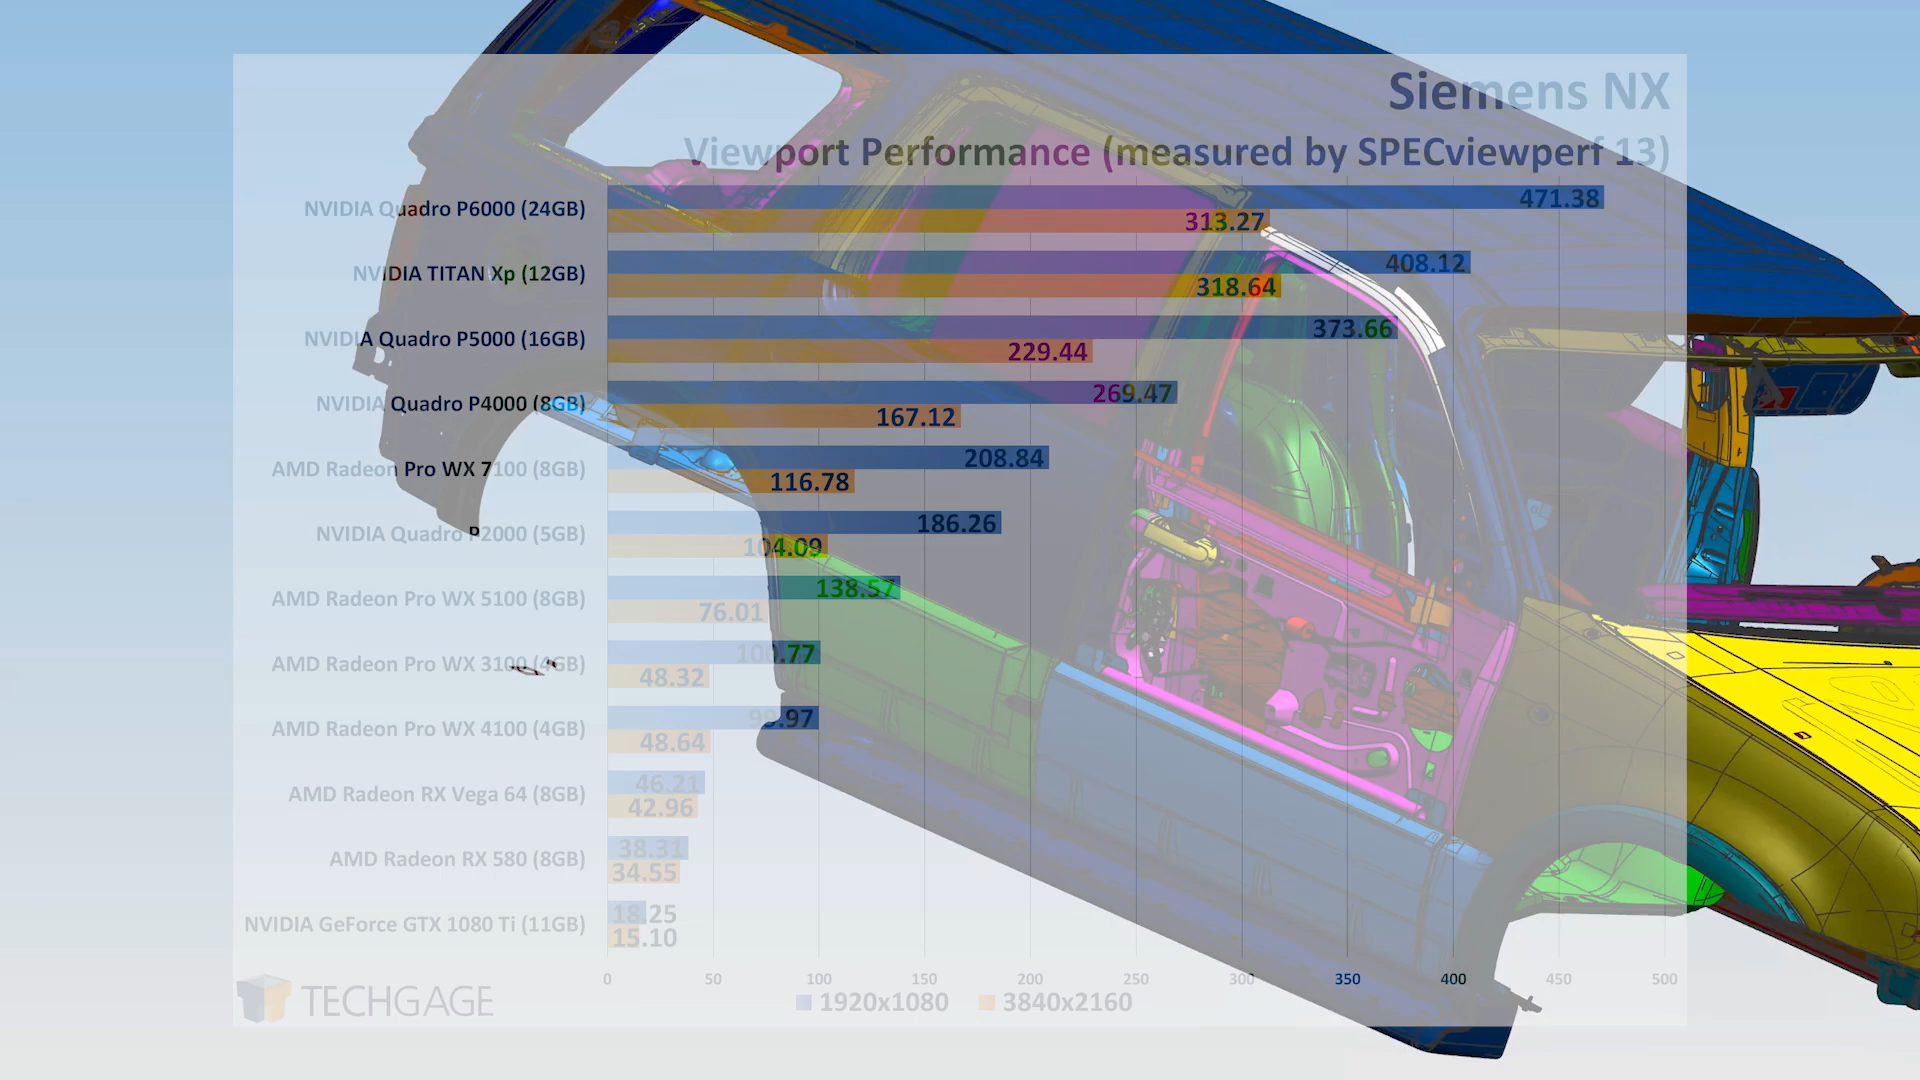 Siemens NX
Viewport Performance (measured by SPECviewperf 13)
NVIDIA Quadro P6000 (24GB)
471.38
313.27
NVIDIA TITAN Xp (12GB)
408.12
318.64
NVIDIA Quadro P5000 (16GB)
373.66
229.44
NVIDIA Quadro P4000 (8GB)
269.47
167.12
AMD Radeon Pro WX 7100 (8GB)
208.84
116.78
NVIDIA Quadro P2000 (5GB)
186.26
104.09
AMD Radeon Pro WX 5100 (8GB)
138.57
76.01
AMD Radeon Pro WX 3100 (4GB)
100.77
48.32
AMD Radeon Pro WX 4100 (4GB)
99.97
48.64
AMD Radeon RX Vega 64 (8GB)
46.21
42.96
AMD Radeon RX 580 (8GB)
38.31
34.55
NVIDIA GeForce GTX 1080 Ti (11GB)
18.25
15.10
0 50 100 150 200 250 300 350 400 450 500
1920x1080 3840x2160
TECHGAGE